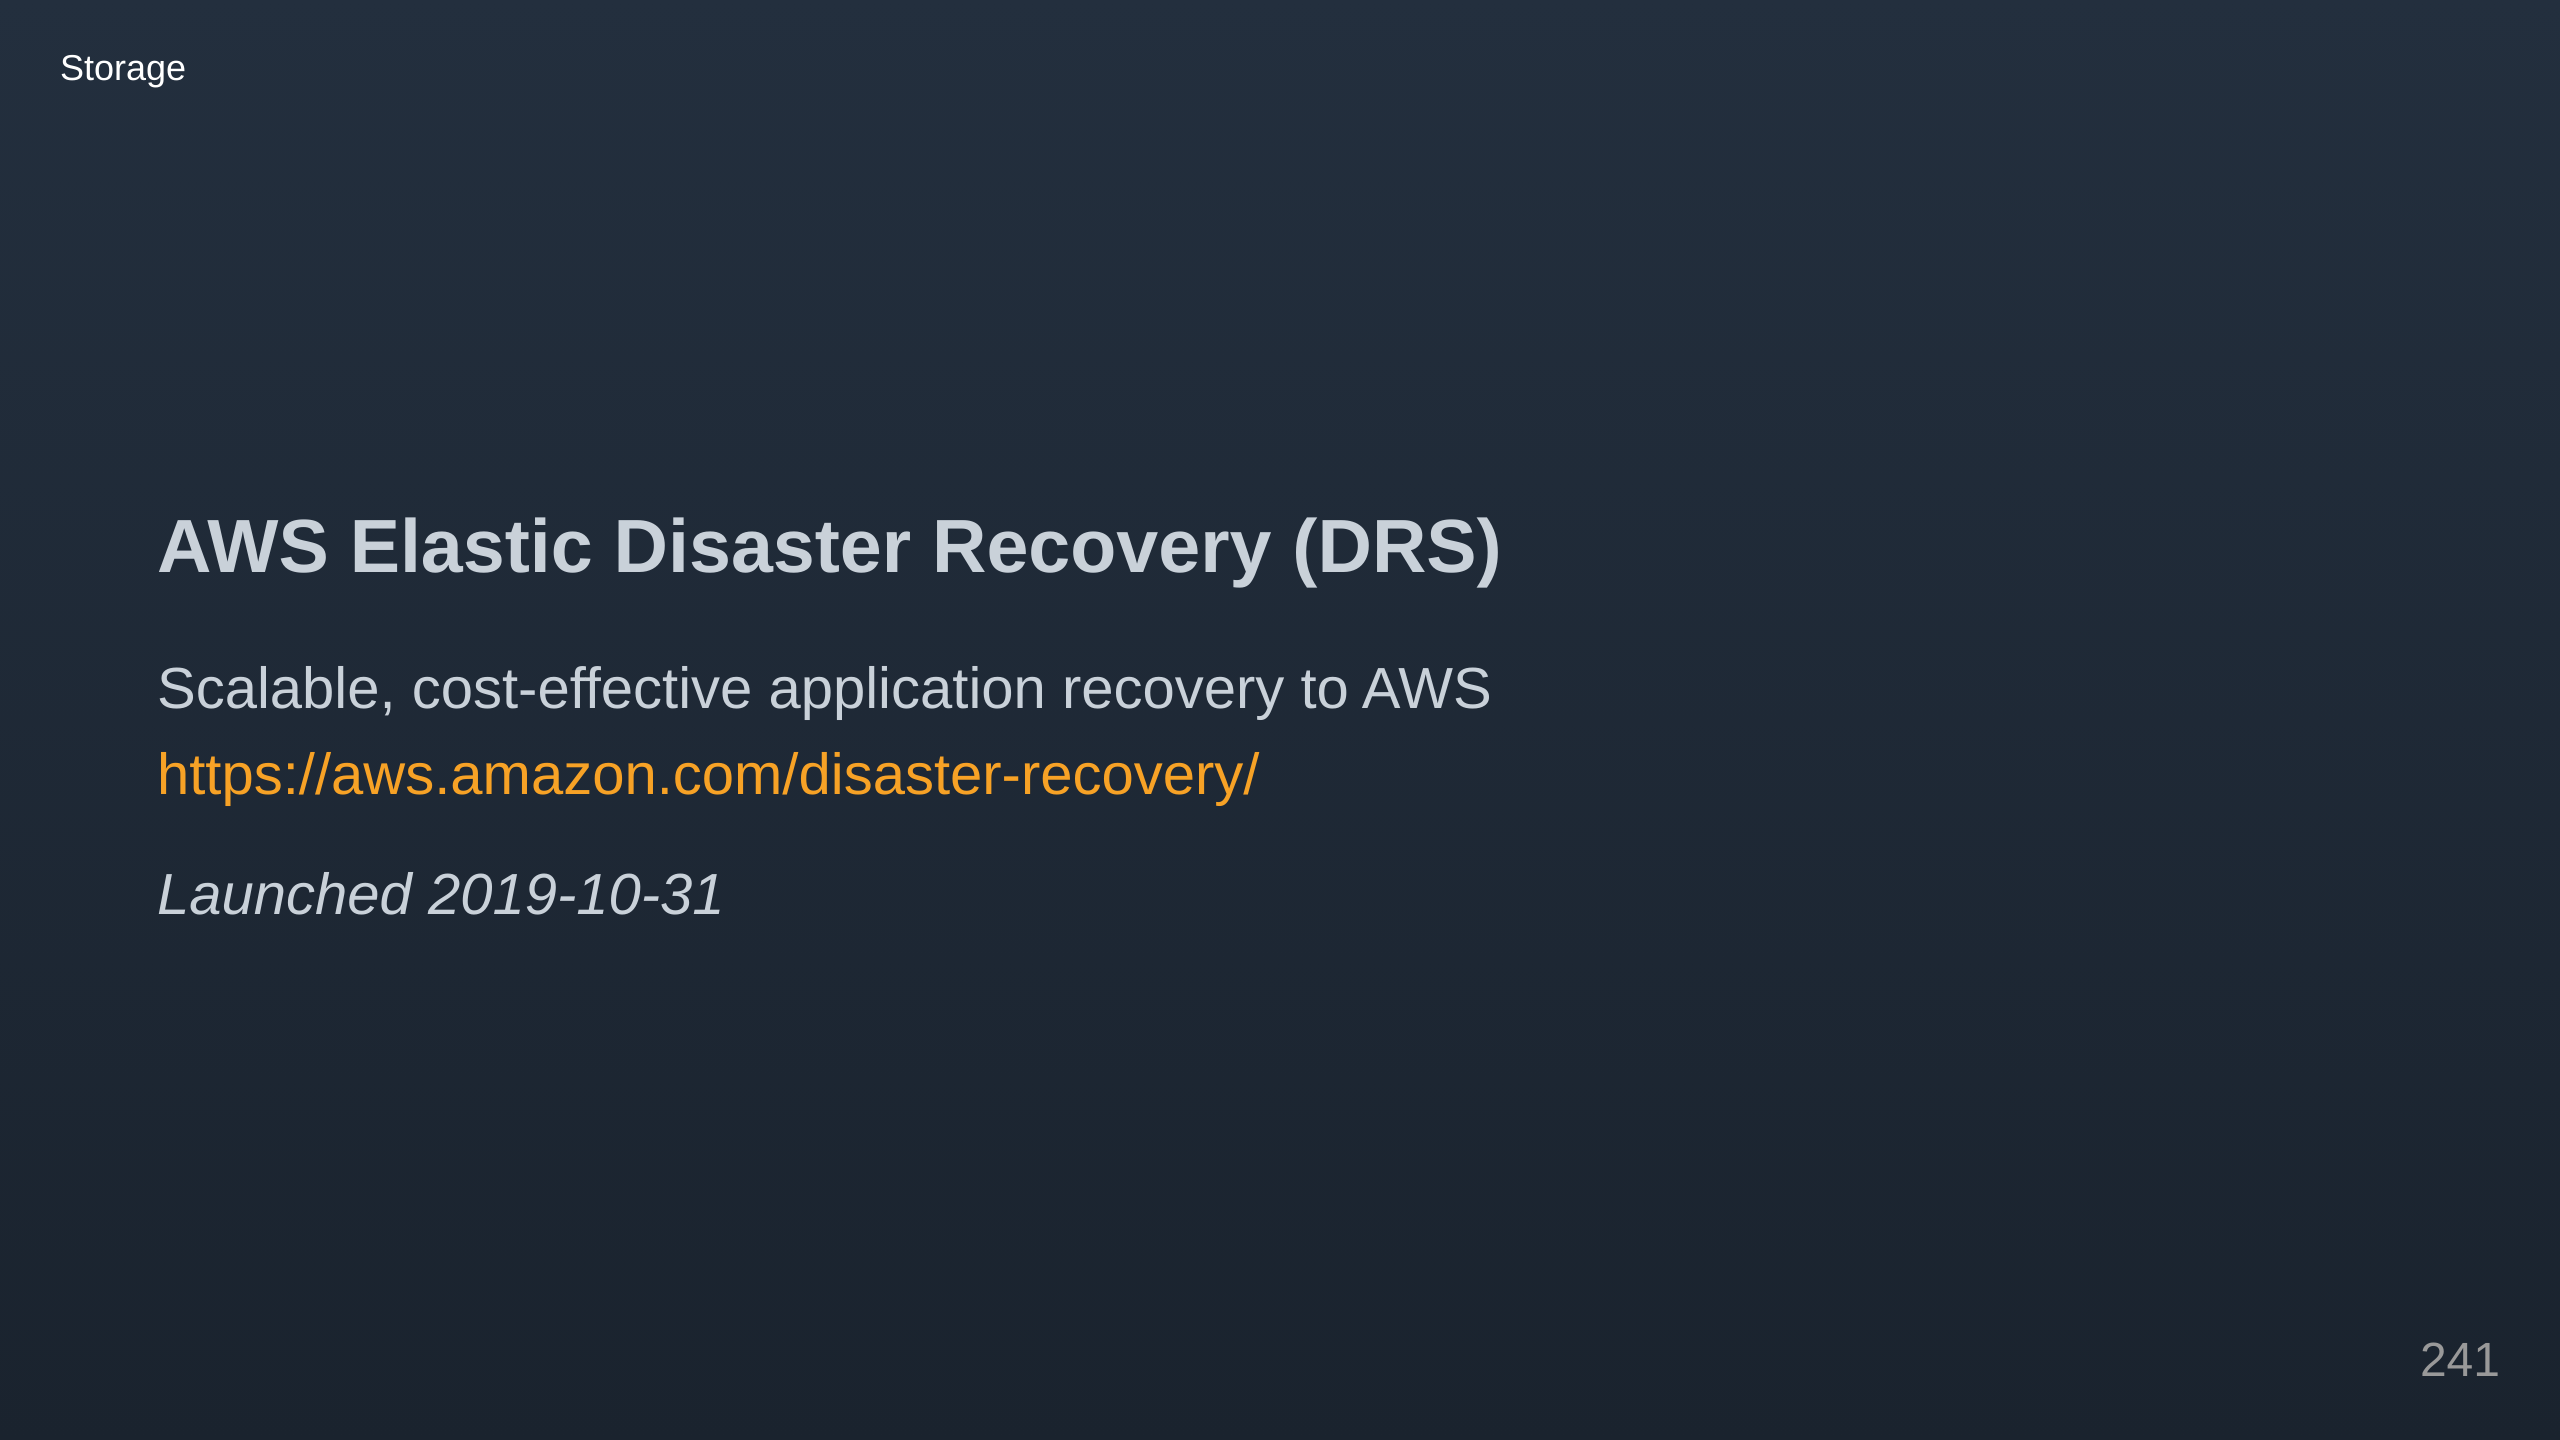 Storage
AWS Elastic Disaster Recovery (DRS)
Scalable, cost-effective application recovery to AWS
https://aws.amazon.com/disaster-recovery/
Launched 2019-10-31
241